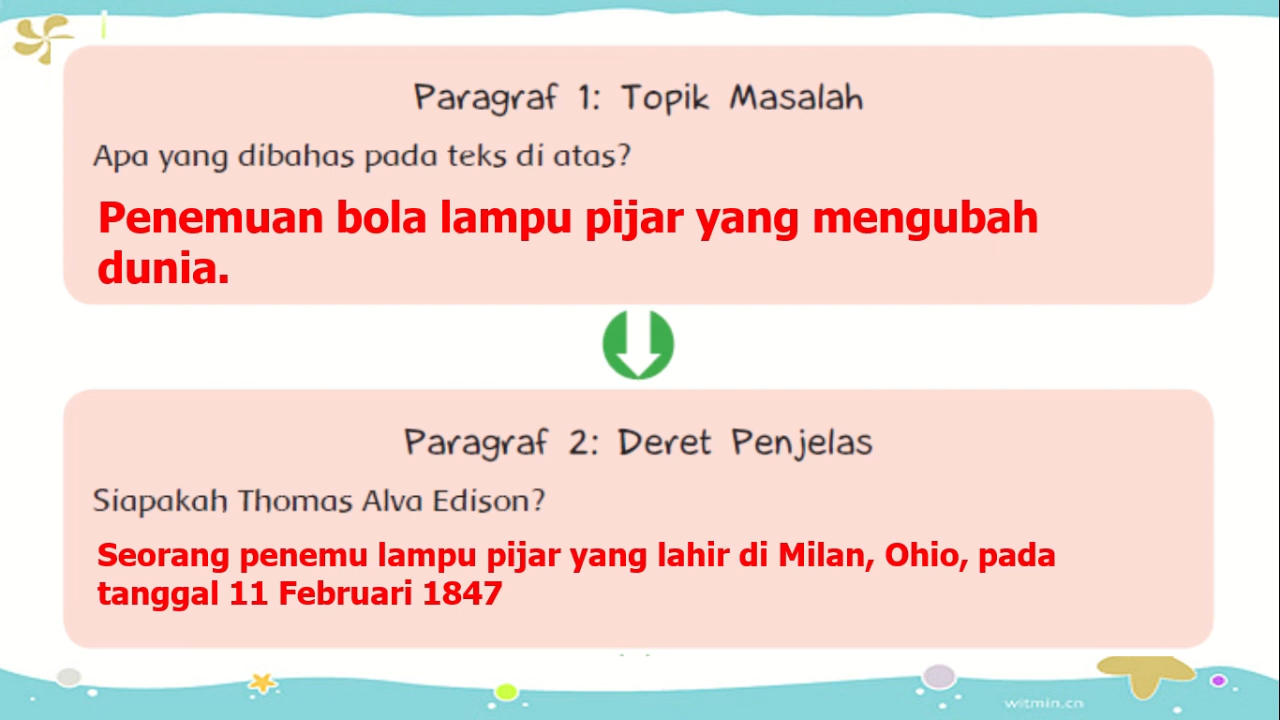 Paragraf 1: Topik Masalah
Apa yang dibahas pada teks di atas?
Penemuan bola lampu pijar yang mengubah
dunia.
Paragraf 2: Deret Penjelas
Siapakah Thomas Alva Edison?
Seorang penemu lampu pijar yang lahir di Milan, Ohio, pada
tanggal 11 Februari 1847
witmin.cn